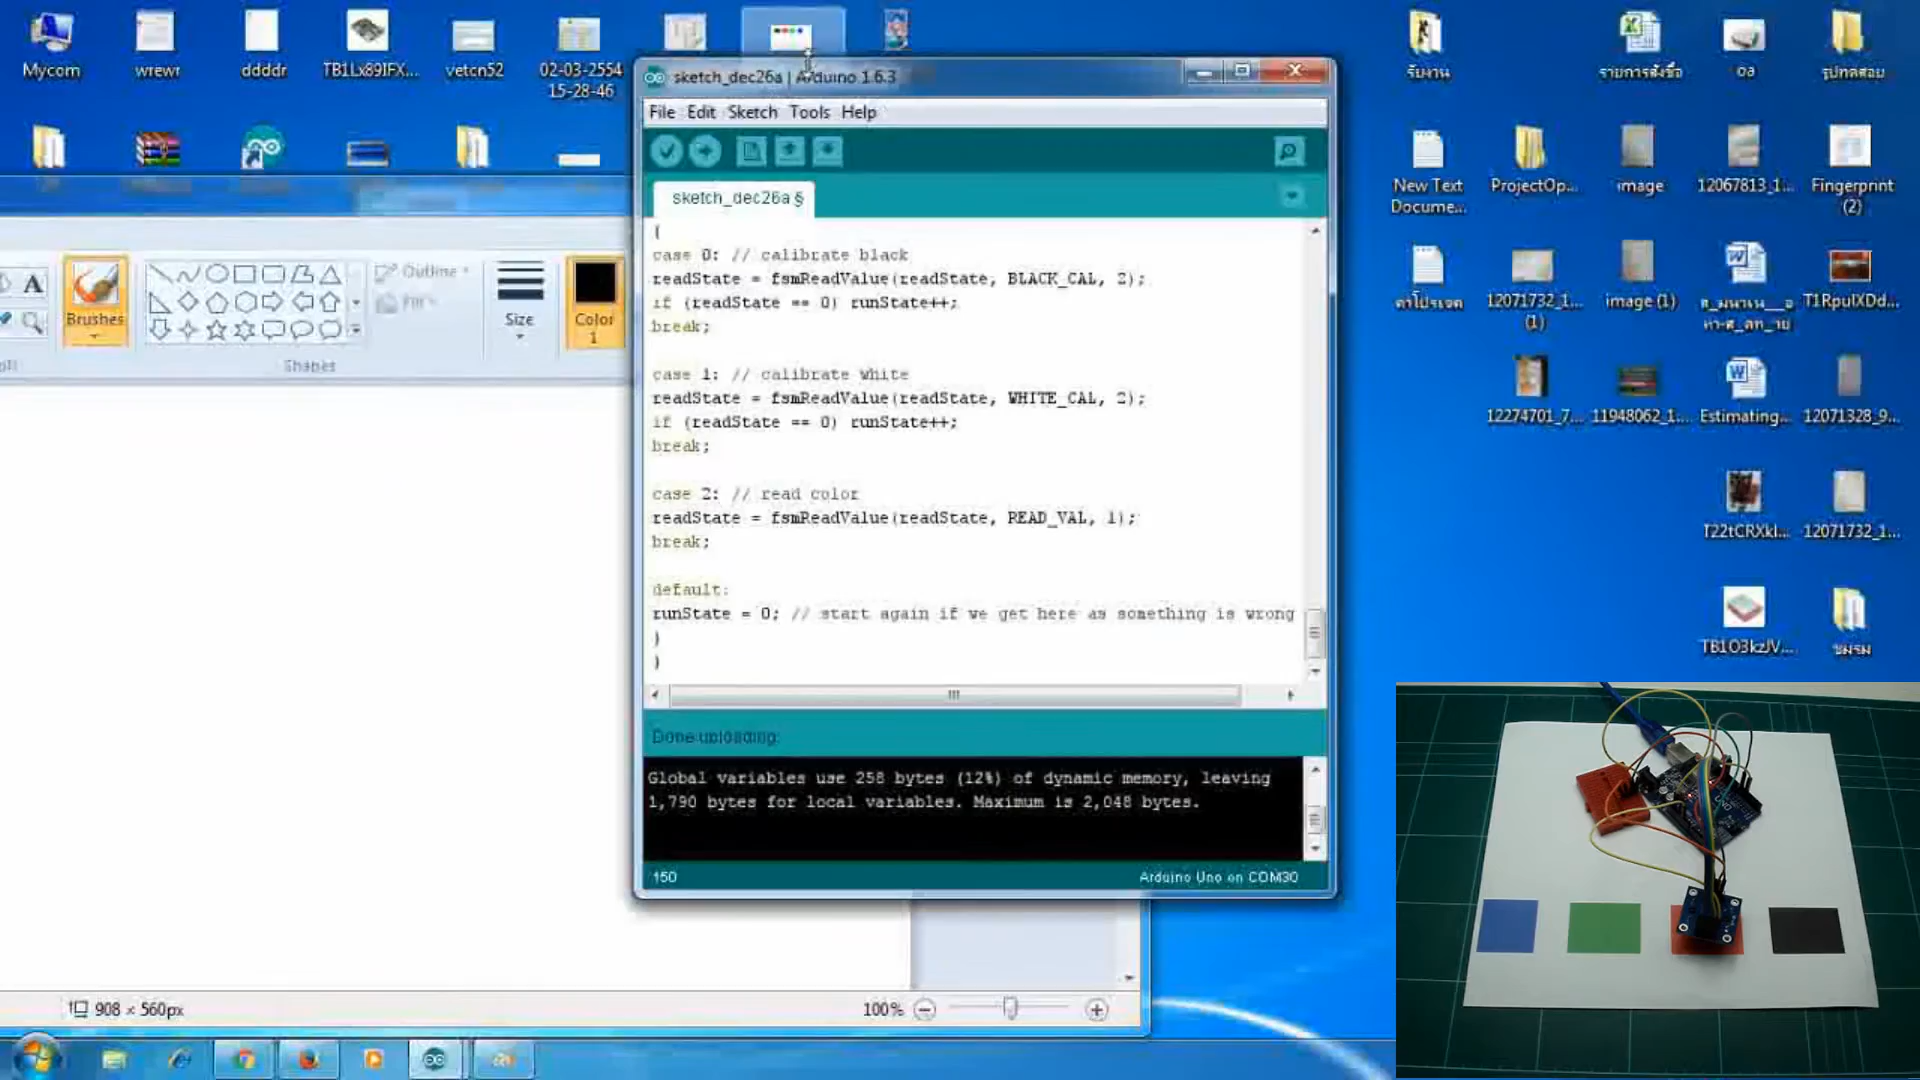 Mycom
wrewr
ddddr
TB1Lx89IFX...
vetcn52
02-03-2554
15-28-46
รับงาน
รายการสั่งซื้อ
oa
รูปทดสอบ
sketch_dec26a | Arduino 1.6.3
File Edit Sketch Tools Help
sketch_dec26a §
{
case 0: // calibrate black
readState = fsmReadValue(readState, BLACK_CAL, 2);
if (readState == 0) runState++;
break;
case 1: // calibrate white
readState = fsmReadValue(readState, WHITE_CAL, 2);
if (readState == 0) runState++;
break;
case 2: // read color
readState = fsmReadValue(readState, READ_VAL, 1);
break;
default:
runState = 0; // start again if we get here as something is wrong
}
}
Done uploading.
Global variables use 258 bytes (12%) of dynamic memory, leaving
1,790 bytes for local variables. Maximum is 2,048 bytes.
150
Arduino Uno on COM30
A
Brushes
Outline
Fill
Shapes
Size
Color
1
New Text
Docume...
ProjectOp...
image
12067813_1...
Fingerprint
(2)
12071732_1...
(1)
image (1)
T1RpuIXDd...
12274701_7,...
11948062_1...
Estimating...
12071328_9...
T22tCRXkl...
12071732_1...
TB1O3kzJV...
ชมรม
908 × 560px
100%
UNO